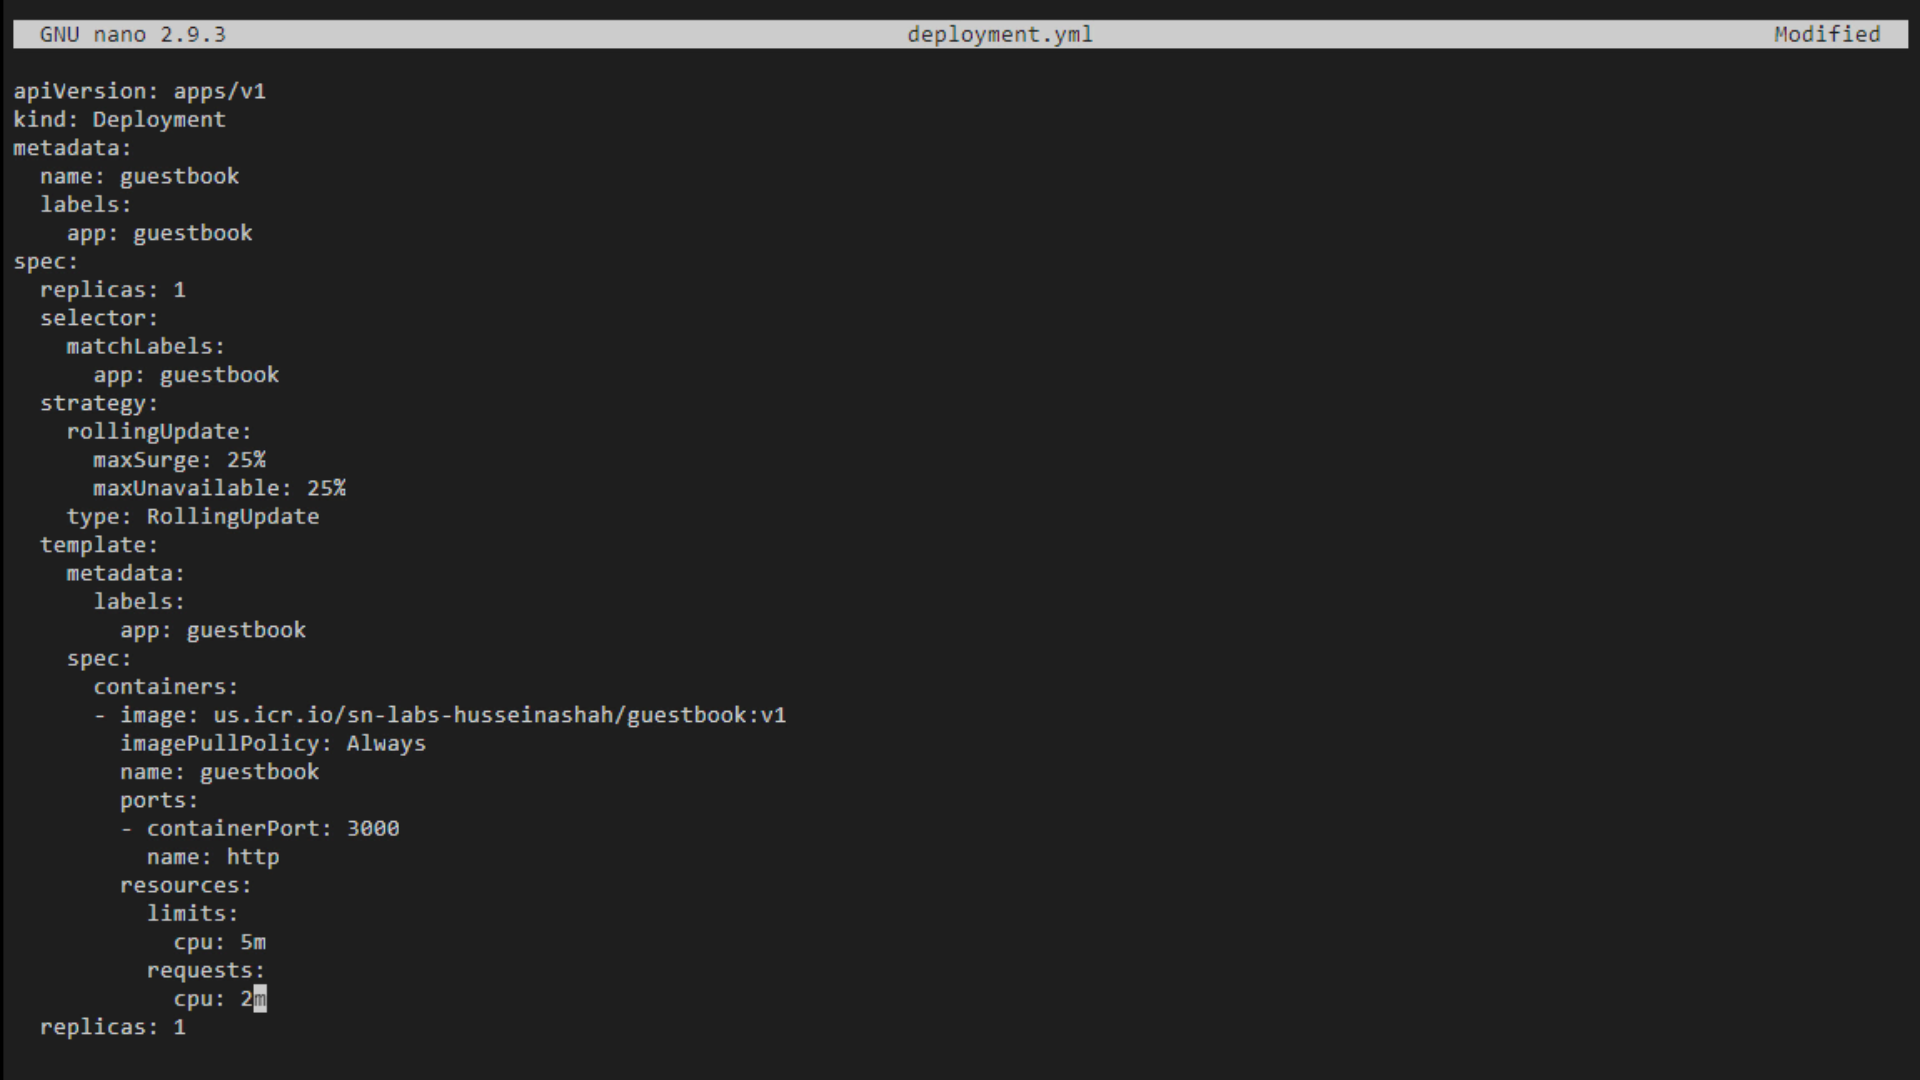 GNU nano 2.9.3 deployment.yml Modified
apiVersion: apps/v1
kind: Deployment
metadata:
  name: guestbook
  labels:
    app: guestbook
spec:
  replicas: 1
  selector:
    matchLabels:
      app: guestbook
  strategy:
    rollingUpdate:
      maxSurge: 25%
      maxUnavailable: 25%
    type: RollingUpdate
  template:
    metadata:
      labels:
        app: guestbook
    spec:
      containers:
      - image: us.icr.io/sn-labs-husseinashah/guestbook:v1
        imagePullPolicy: Always
        name: guestbook
        ports:
        - containerPort: 3000
          name: http
        resources:
          limits:
            cpu: 5m
          requests:
            cpu: 2m
  replicas: 1